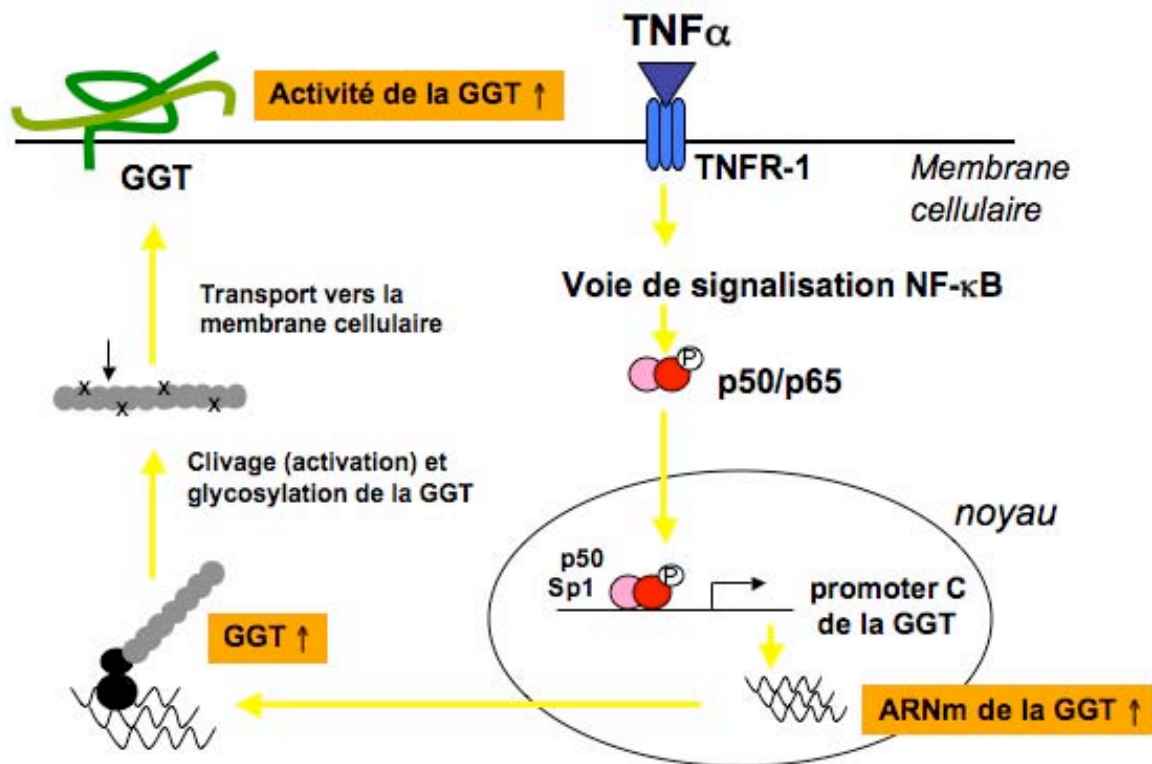 TNFα
Activité de la GGT ↑
GGT
TNFR-1
Membrane
cellulaire
Transport vers la
membrane cellulaire
Voie de signalisation NF-κB
P
p50/p65
x x
x x
Clivage (activation) et
glycosylation de la GGT
noyau
p50
Sp1
P
promoter C
de la GGT
GGT ↑
ARNm de la GGT ↑